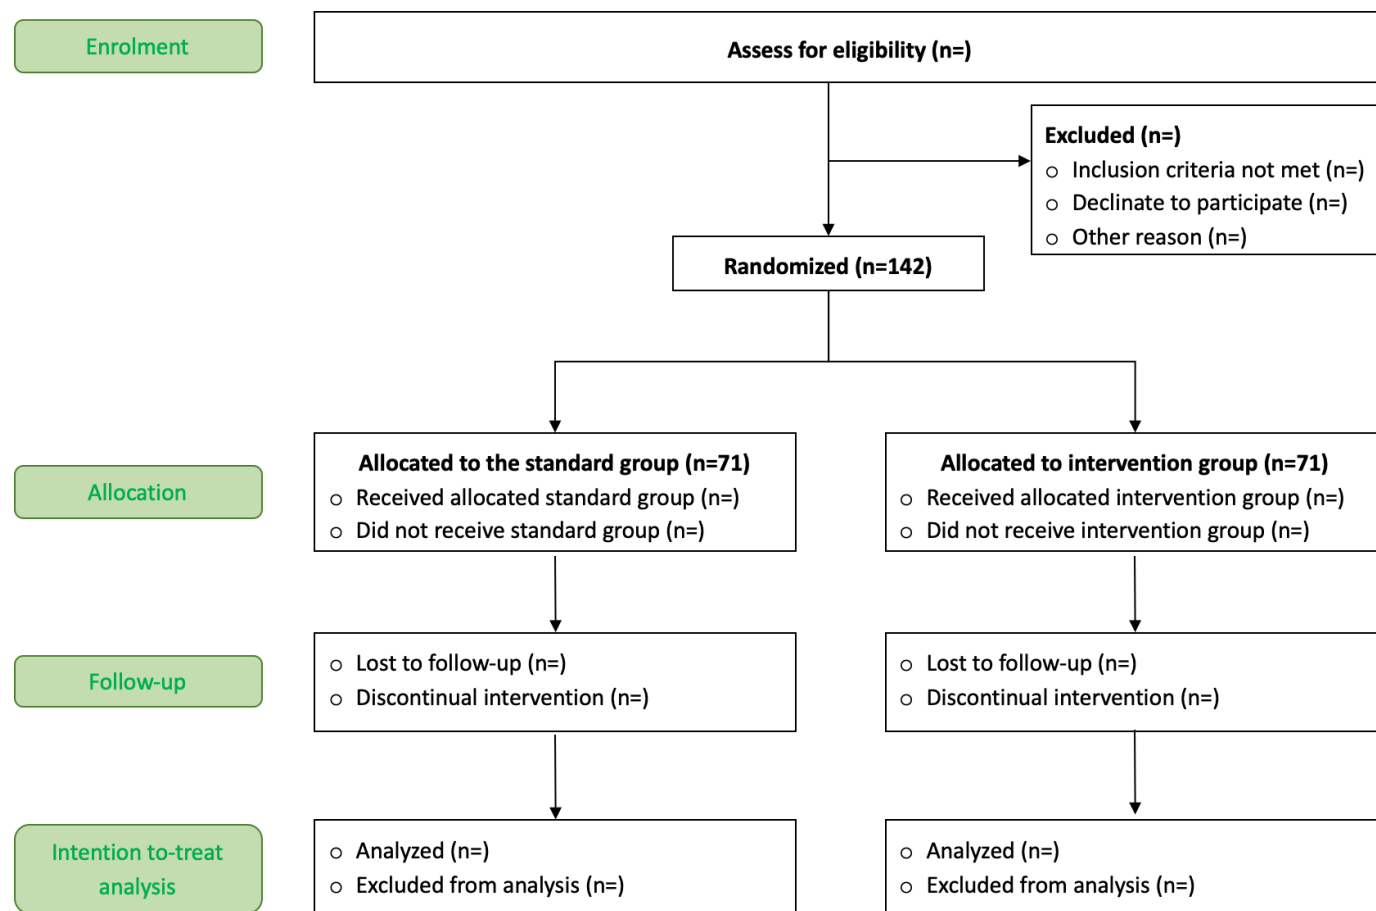 Enrolment
Assess for eligibility (n=)
Excluded (n=)
○ Inclusion criteria not met (n=)
○ Declinate to participate (n=)
○ Other reason (n=)
Randomized (n=142)
Allocation
Allocated to the standard group (n=71)
○ Received allocated standard group (n=)
○ Did not receive standard group (n=)
Allocated to intervention group (n=71)
○ Received allocated intervention group (n=)
○ Did not receive intervention group (n=)
Follow-up
○ Lost to follow-up (n=)
○ Discontinual intervention (n=)
○ Lost to follow-up (n=)
○ Discontinual intervention (n=)
Intention to-treat
analysis
○ Analyzed (n=)
○ Excluded from analysis (n=)
○ Analyzed (n=)
○ Excluded from analysis (n=)